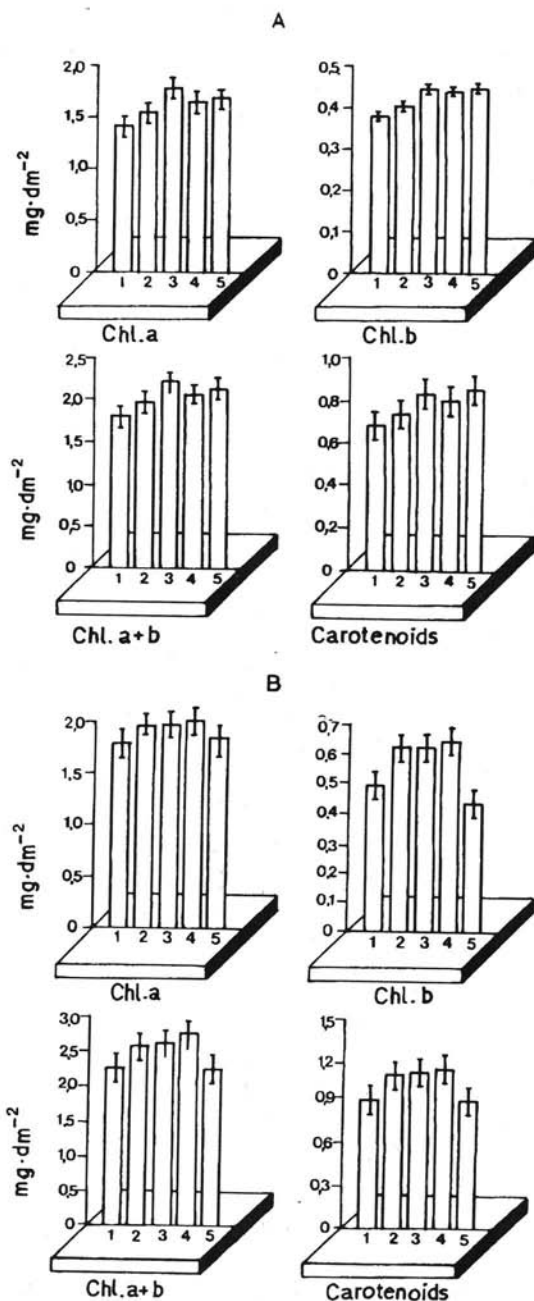 A
mg·dm⁻²
2,0
1,5
1,0
0,5
0
1 2 3 4 5
Chl.a
0,5
0,4
0,3
0,2
0,1
0
1 2 3 4 5
Chl.b
mg·dm⁻²
2,5
2,0
1,5
1,0
0,5
0
1 2 3 4 5
Chl. a+b
1,0
0,8
0,6
0,4
0,2
0
1 2 3 4 5
Carotenoids
B
mg·dm⁻²
2,0
1,5
1,0
0,5
0
1 2 3 4 5
Chl.a
0,7
0,6
0,5
0,4
0,3
0,2
0,1
0
1 2 3 4 5
Chl. b
mg·dm⁻²
3,0
2,5
2,0
1,5
1,0
0,5
0
1 2 3 4 5
Chl.a+b
1,5
1,2
0,9
0,6
0,3
0
1 2 3 4 5
Carotenoids